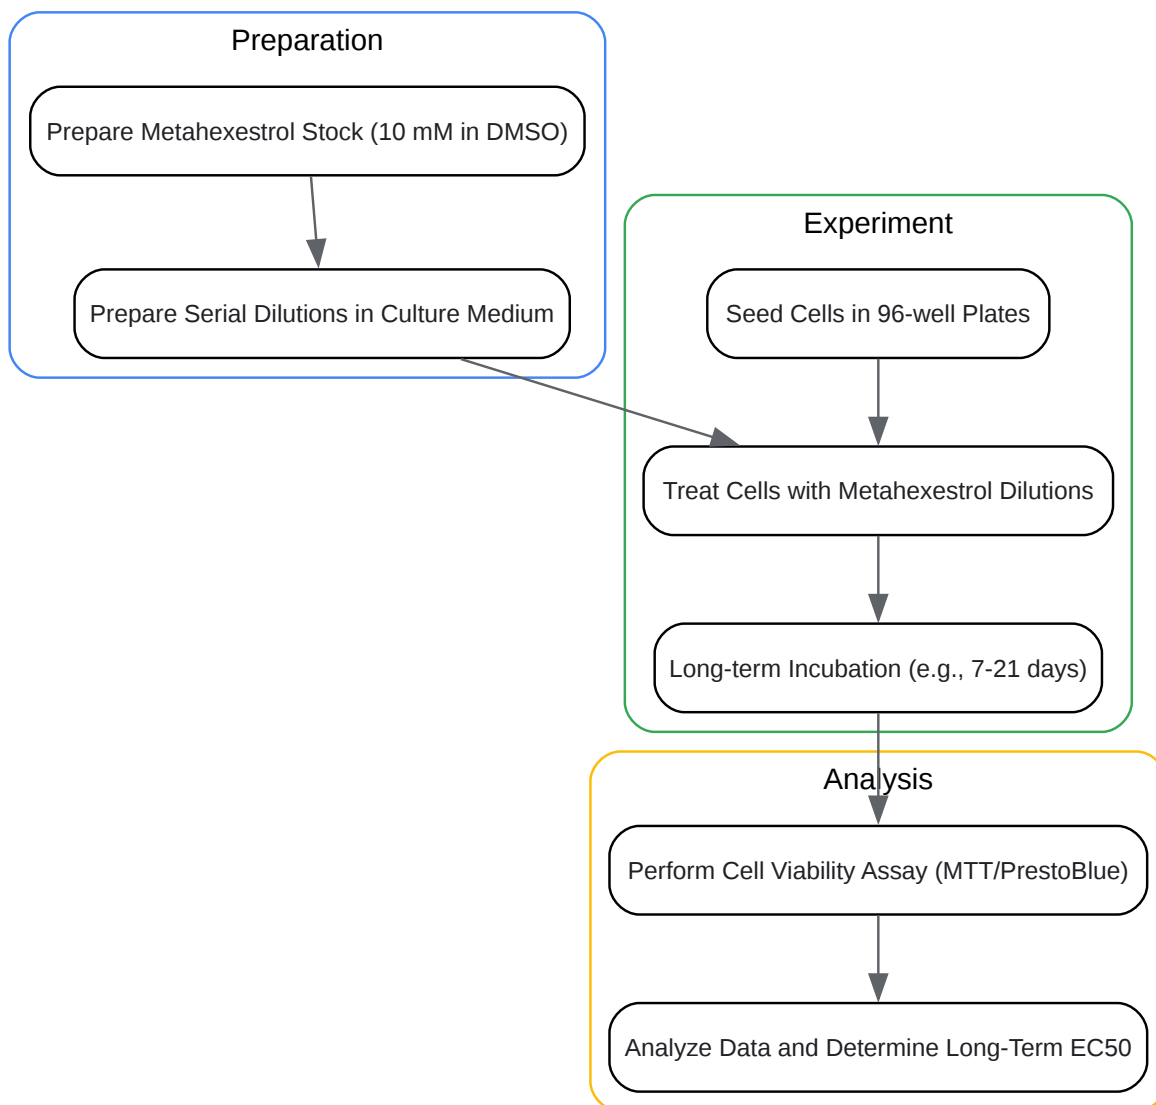 Preparation
Prepare Metahexestrol Stock (10 mM in DMSO)
Prepare Serial Dilutions in Culture Medium
Experiment
Seed Cells in 96-well Plates
Treat Cells with Metahexestrol Dilutions
Long-term Incubation (e.g., 7-21 days)
Analysis
Perform Cell Viability Assay (MTT/PrestoBlue)
Analyze Data and Determine Long-Term EC50